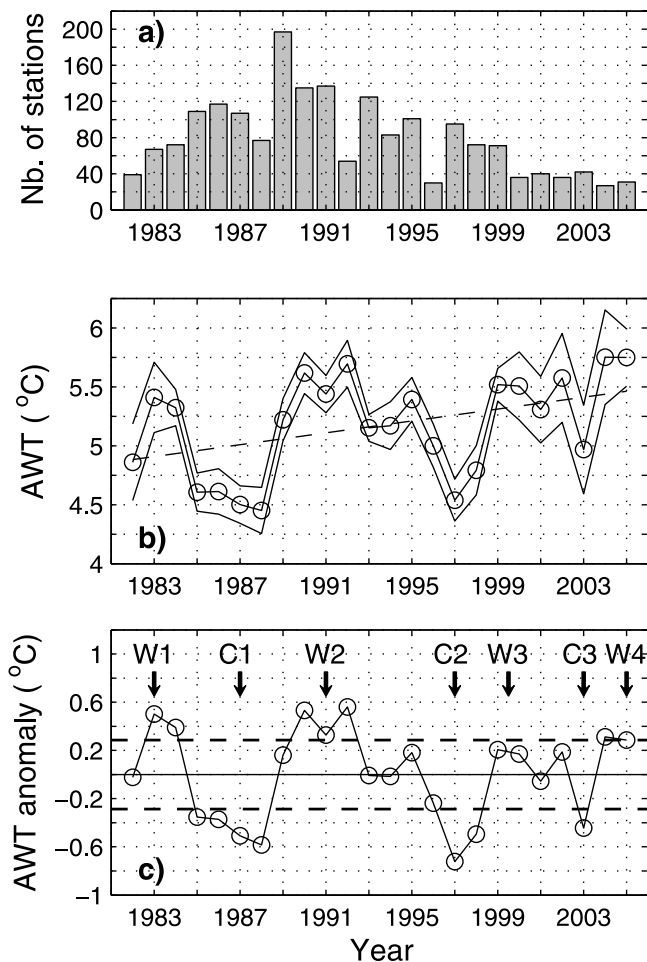 a)
Nb. of stations
200
160
120
80
40
0
1983 1987 1991 1995 1999 2003
b)
AWT ( °C)
6
5.5
5
4.5
4
1983 1987 1991 1995 1999 2003
c)
AWT anomaly ( °C)
W1 C1 W2 C2 W3 C3 W4
1
0.6
0.2
−0.2
−0.6
−1
1983 1987 1991 1995 1999 2003
Year